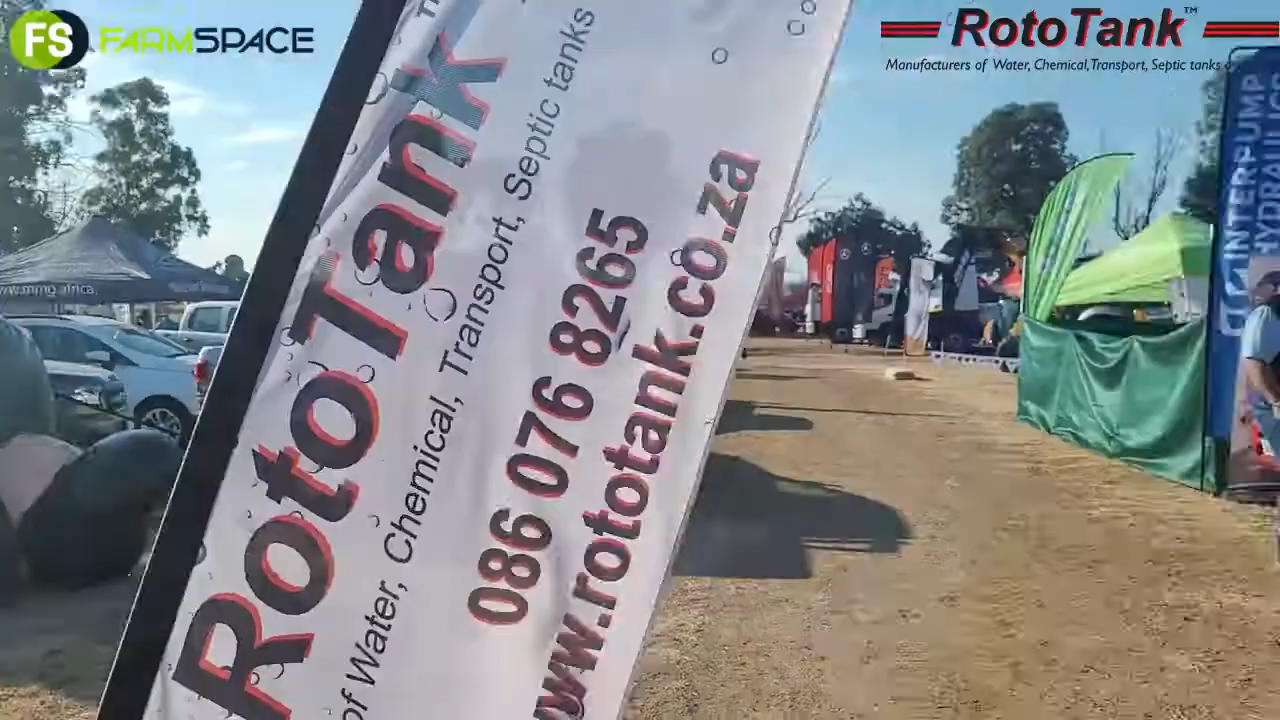 FS FARMSPACE
RotoTank™
Manufacturers of Water, Chemical, Transport, Septic tanks
RotoTank
of Water, Chemical, Transport, Septic tanks
086 076 8265
www.rototank.co.za
INTERPUMP
HYDRAULICS